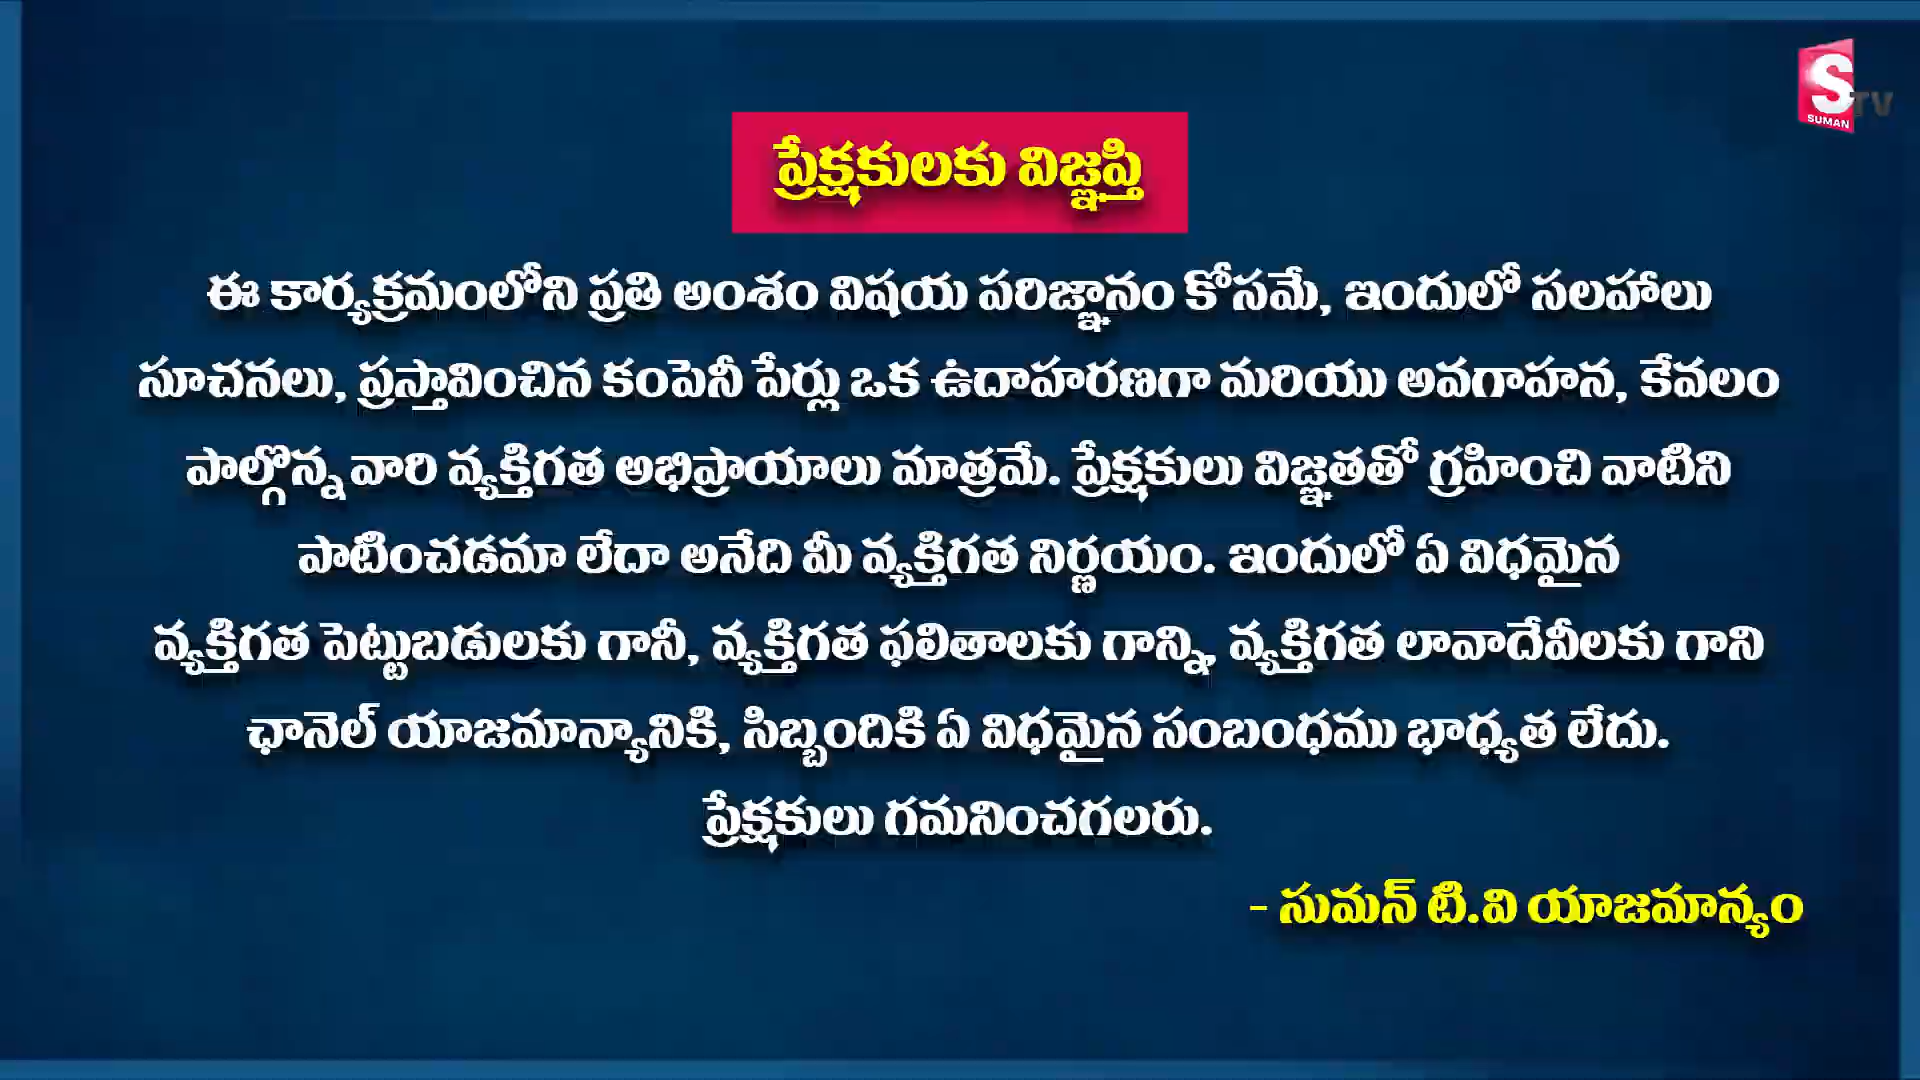 S TV
SUMAN
ప్రేక్షకులకు విజ్ఞప్తి
ఈ కార్యక్రమంలోని ప్రతి అంశం విషయ పరిజ్ఞానం కోసమే, ఇందులో సలహాలు
సూచనలు, ప్రస్తావించిన కంపెనీ పేర్లు ఒక ఉదాహరణగా మరియు అవగాహన, కేవలం
పాల్గొన్న వారి వ్యక్తిగత అభిప్రాయాలు మాత్రమే. ప్రేక్షకులు విజ్ఞతతో గ్రహించి వాటిని
పాటించడమా లేదా అనేది మీ వ్యక్తిగత నిర్ణయం. ఇందులో ఏ విధమైన
వ్యక్తిగత పెట్టుబడులకు గానీ, వ్యక్తిగత ఫలితాలకు గాన్ని, వ్యక్తిగత లావాదేవీలకు గాని
ఛానెల్ యాజమాన్యానికి, సిబ్బందికి ఏ విధమైన సంబంధము భాధ్యత లేదు.
ప్రేక్షకులు గమనించగలరు.
- సుమన్ టి.వి యాజమాన్యం